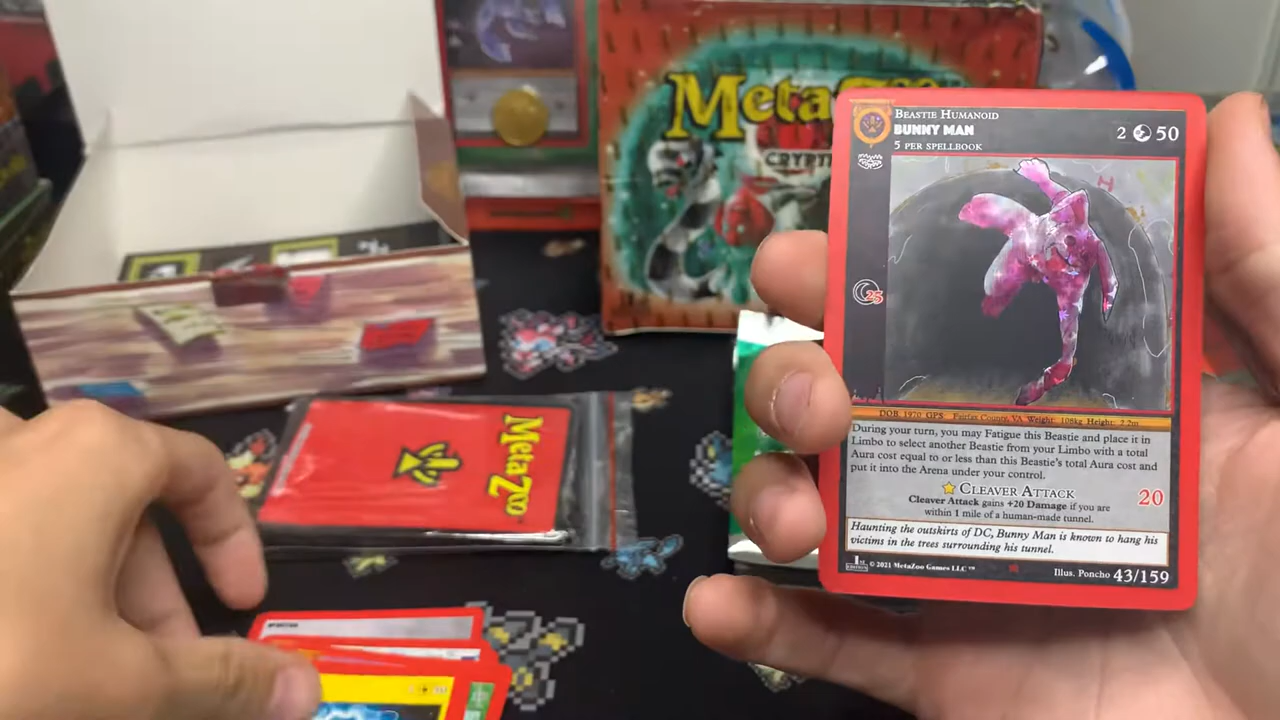 MetaZoo
CRYPT
MetaZoo
BEASTIE HUMANOID
BUNNY MAN
2 50
5 PER SPELLBOOK
25
DOB 1970 GPS Fairfax County, VA Weight: 108kg Height: 2.2m
During your turn, you may Fatigue this Beastie and place it in
Limbo to select another Beastie from your Limbo with a total
Aura cost equal to or less than this Beastie's total Aura cost and
put it into the Arena under your control.
CLEAVER ATTACK 20
Cleaver Attack gains +20 Damage if you are
within 1 mile of a human-made tunnel.
Haunting the outskirts of DC, Bunny Man is known to hang his
victims in the trees surrounding his tunnel.
1st EDITION © 2021 MetaZoo Games LLC™ Illus. Poncho 43/159